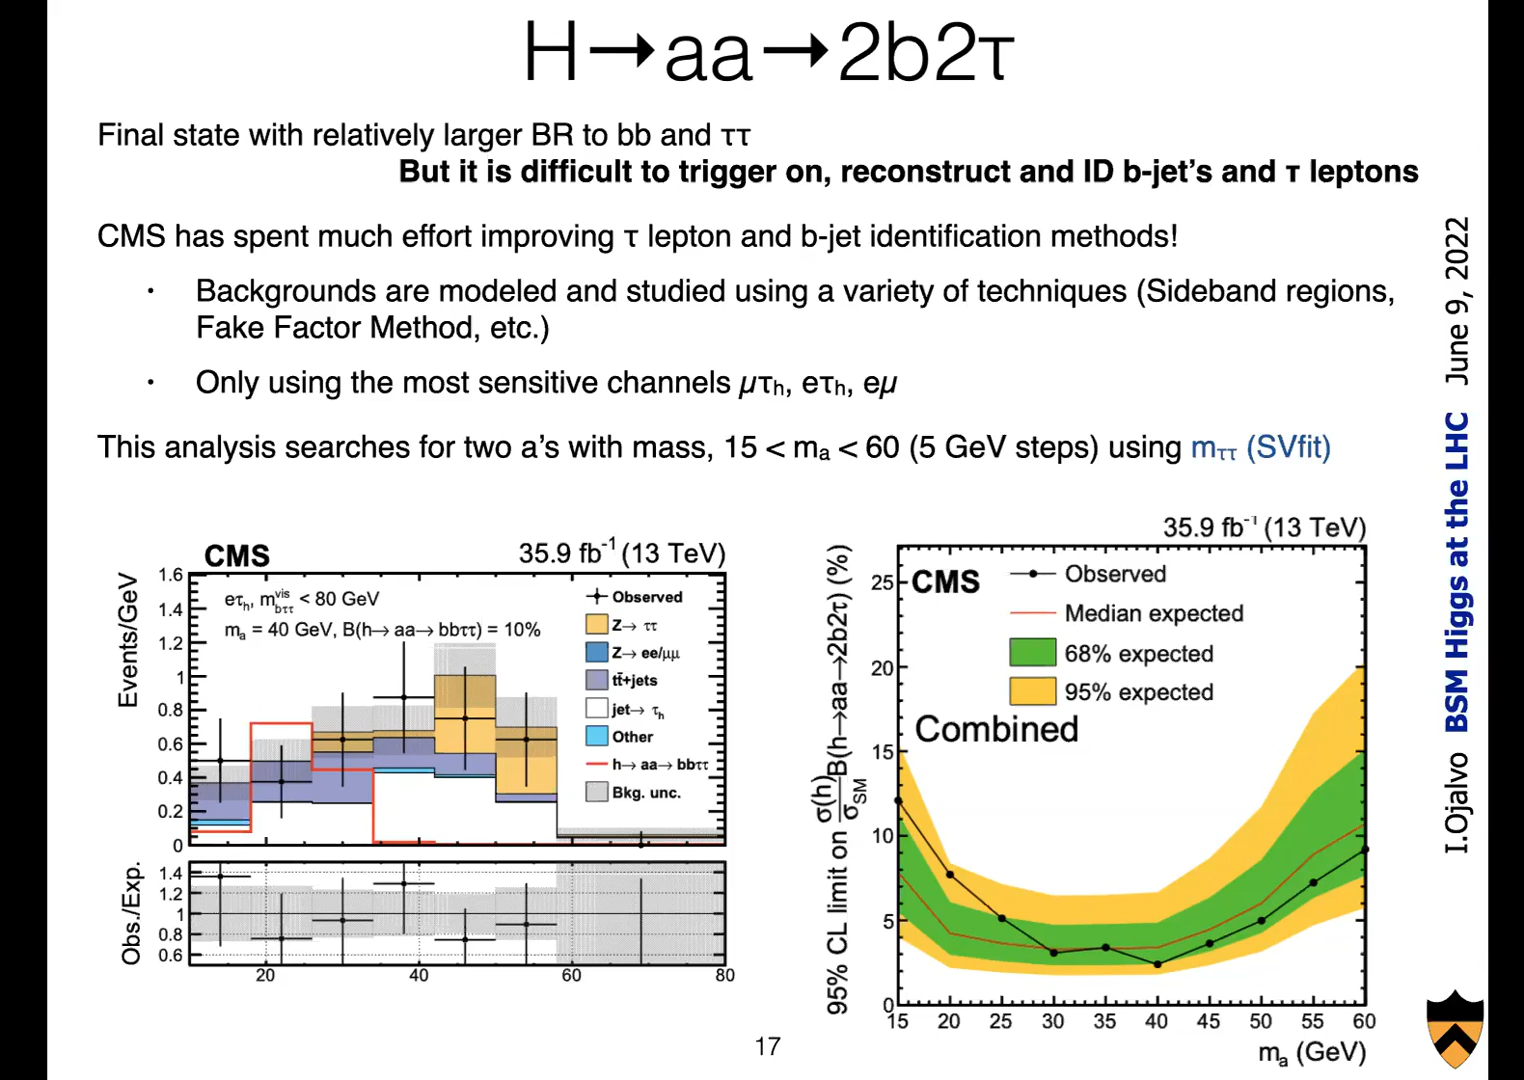 H→aa→2b2τ
Final state with relatively larger BR to bb and ττ
But it is difficult to trigger on, reconstruct and ID b-jet’s and τ leptons
CMS has spent much effort improving τ lepton and b-jet identification methods!
· Backgrounds are modeled and studied using a variety of techniques (Sideband regions,
Fake Factor Method, etc.)
· Only using the most sensitive channels μτh, eτh, eμ
This analysis searches for two a’s with mass, 15 < ma < 60 (5 GeV steps) using mττ (SVfit)
CMS 35.9 fb-1 (13 TeV)
Events/GeV
1.6
1.4
1.2
1
0.8
0.6
0.4
0.2
0
eτh, mvis bττ < 80 GeV
ma = 40 GeV, B(h→ aa→ bbττ) = 10%
Observed
Z→ ττ
Z→ ee/μμ
tt̄+jets
jet→ τh
Other
h→ aa→ bbττ
Bkg. unc.
Obs./Exp.
1.4
1.2
1
0.8
0.6
20 40 60 80
35.9 fb-1 (13 TeV)
95% CL limit on σ(h)/σSM B(h→aa→2b2τ) (%)
CMS
Observed
Median expected
68% expected
95% expected
Combined
25
20
15
10
5
0
15 20 25 30 35 40 45 50 55 60
ma (GeV)
17
I.Ojalvo BSM Higgs at the LHC June 9, 2022